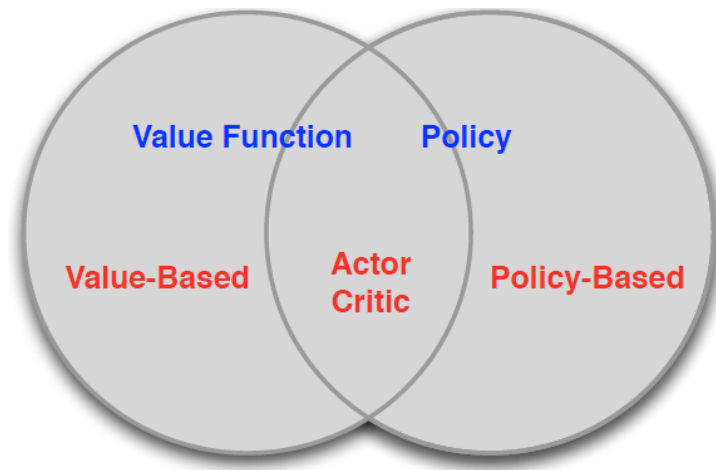 Value Function
Policy
Value-Based
Actor
Critic
Policy-Based